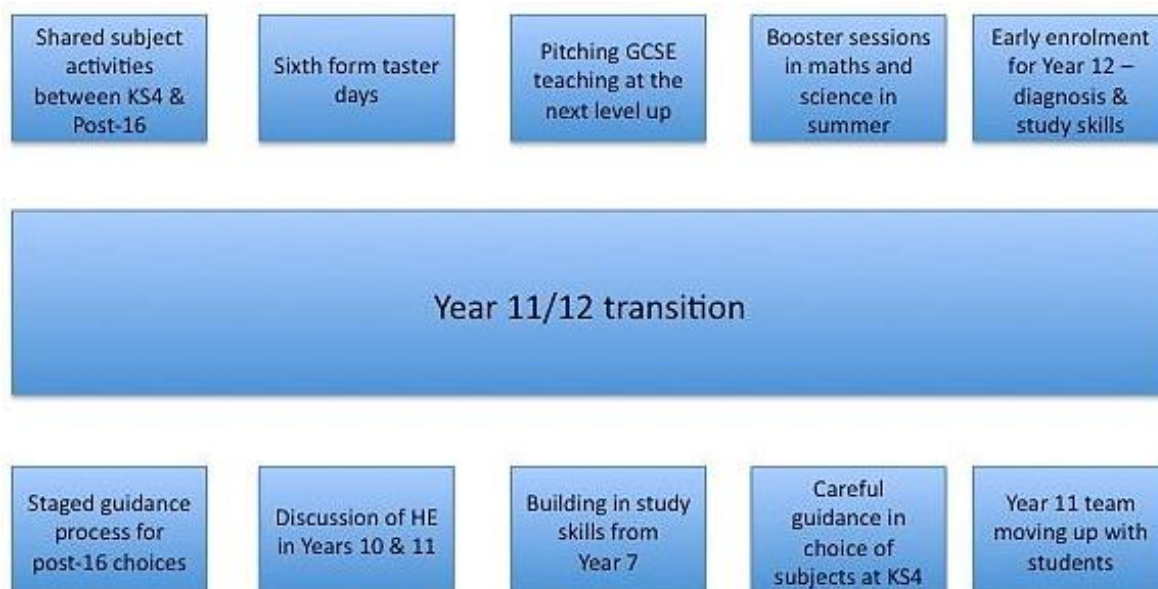 Shared subject
activities
between KS4 &
Post-16
Sixth form taster
days
Pitching GCSE
teaching at the
next level up
Booster sessions
in maths and
science in
summer
Early enrolment
for Year 12 –
diagnosis &
study skills
Year 11/12 transition
Staged guidance
process for
post-16 choices
Discussion of HE
in Years 10 & 11
Building in study
skills from
Year 7
Careful
guidance in
choice of
subjects at KS4
Year 11 team
moving up with
students